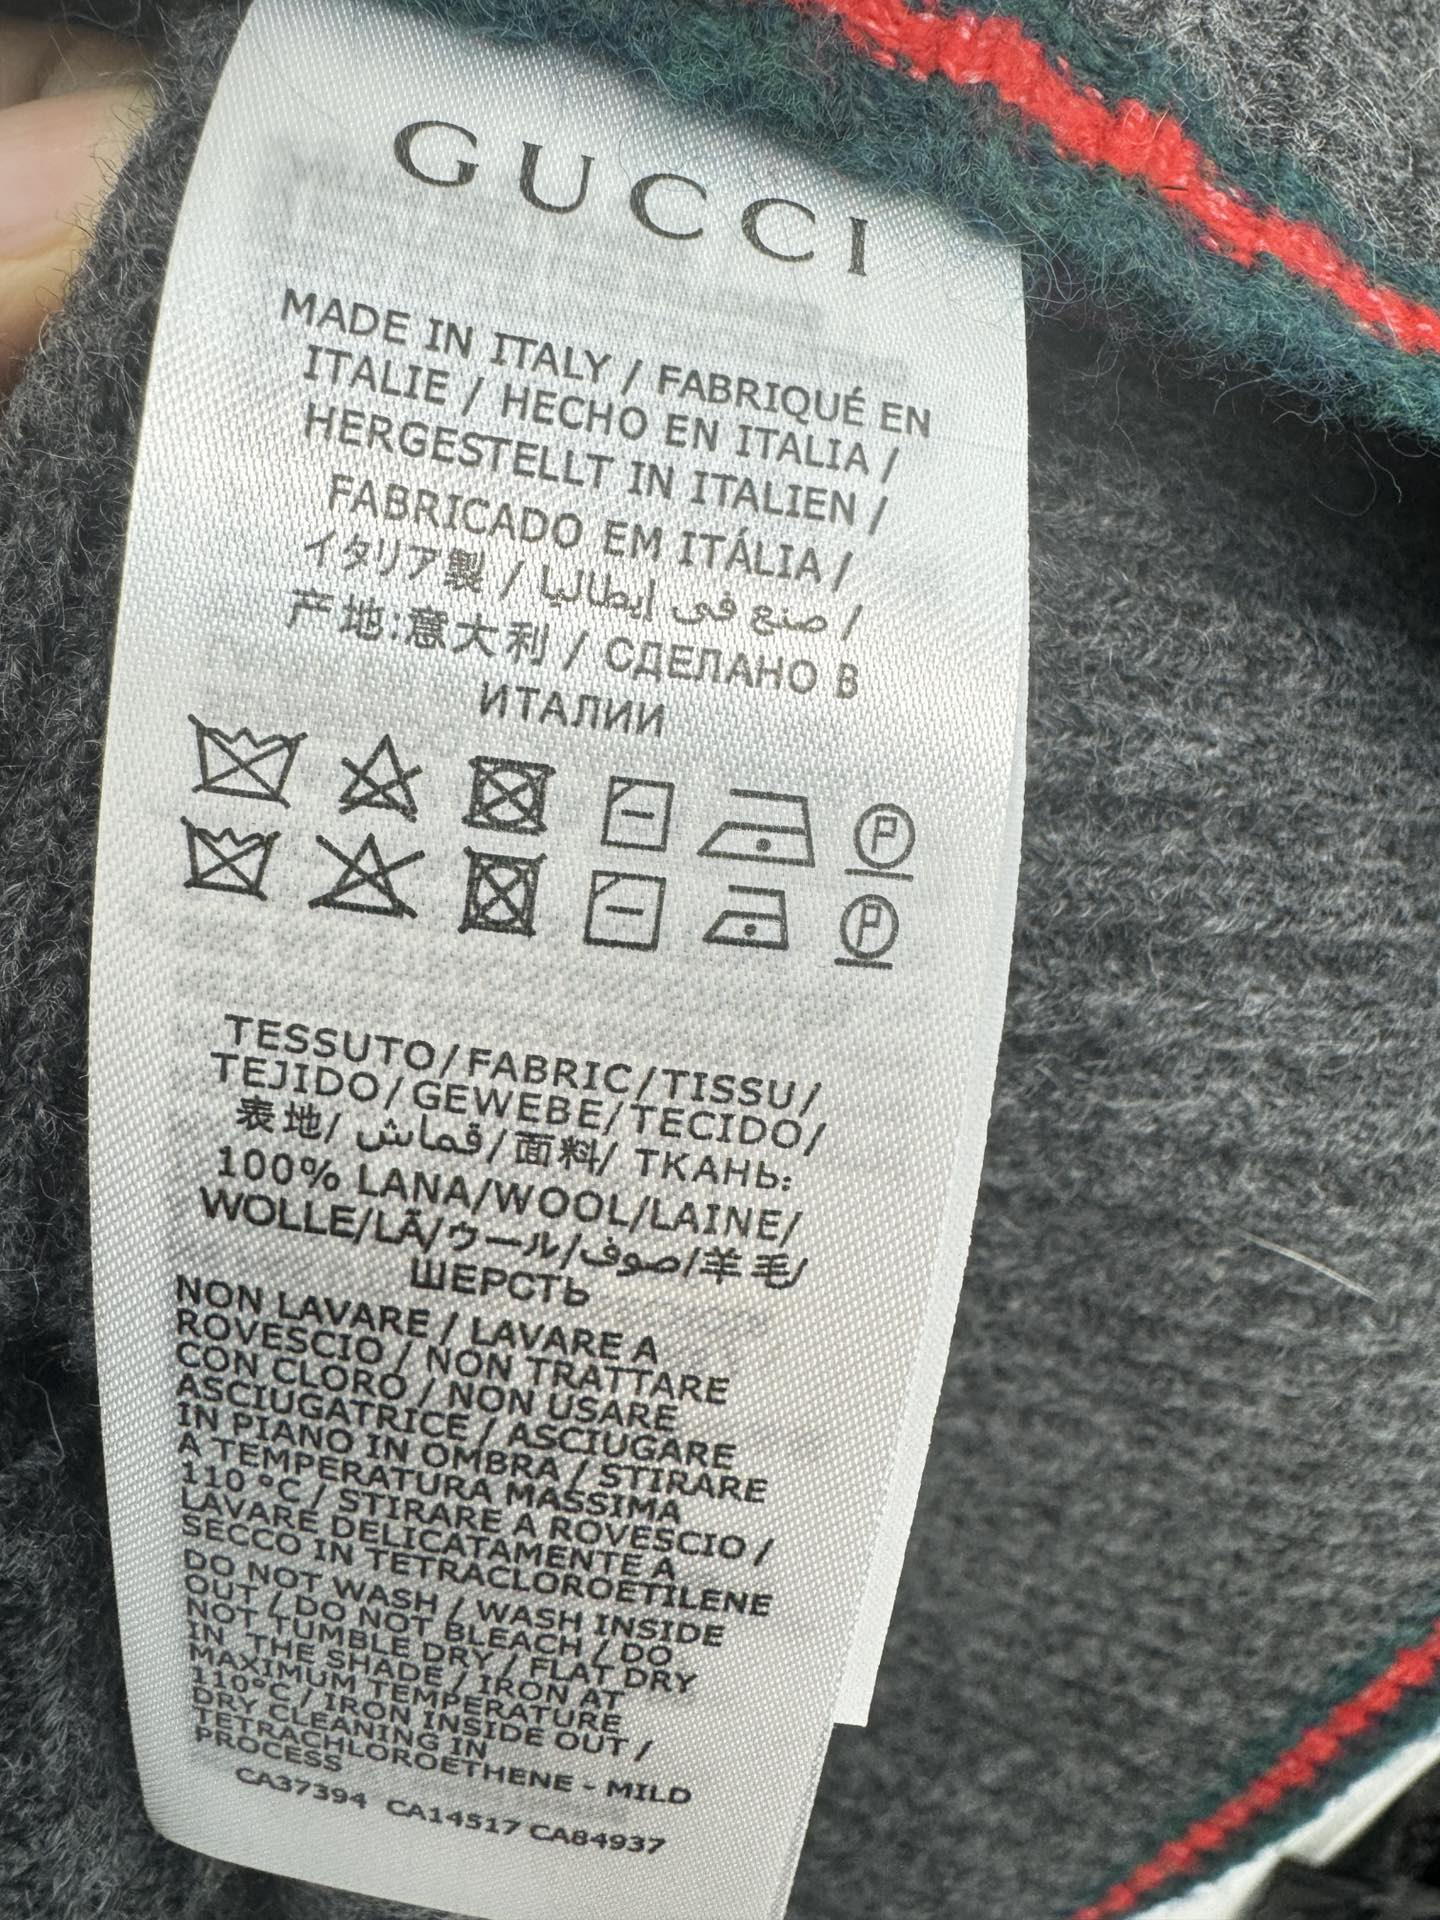 GUCCI
MADE IN ITALY / FABRIQUÉ EN
ITALIE / HECHO EN ITALIA /
HERGESTELLT IN ITALIEN /
FABRICADO EM ITÁLIA /
イタリア製 / صنع في إيطاليا /
产地:意大利 / СДЕЛАНО В
ИТАЛИИ
P
P
TESSUTO/FABRIC/TISSU/
TEJIDO/GEWEBE/TECIDO/
表地/ قماش/面料/ ТКАНЬ:
100% LANA/WOOL/LAINE/
WOLLE/LÃ/ウール/صوف/羊毛/
ШЕРСТЬ
NON LAVARE / LAVARE A
ROVESCIO / NON TRATTARE
CON CLORO / NON USARE
ASCIUGATRICE / ASCIUGARE
IN PIANO IN OMBRA / STIRARE
A TEMPERATURA MASSIMA
110°C / STIRARE A ROVESCIO /
LAVARE DELICATAMENTE A
SECCO IN TETRACLOROETILENE
DO NOT WASH / WASH INSIDE
OUT / DO NOT BLEACH / DO
NOT TUMBLE DRY / FLAT DRY
IN THE SHADE / IRON AT
MAXIMUM TEMPERATURE
110°C / IRON INSIDE OUT /
DRY CLEANING IN
TETRACHLOROETHENE - MILD
PROCESS
CA37394 CA14517 CA84937